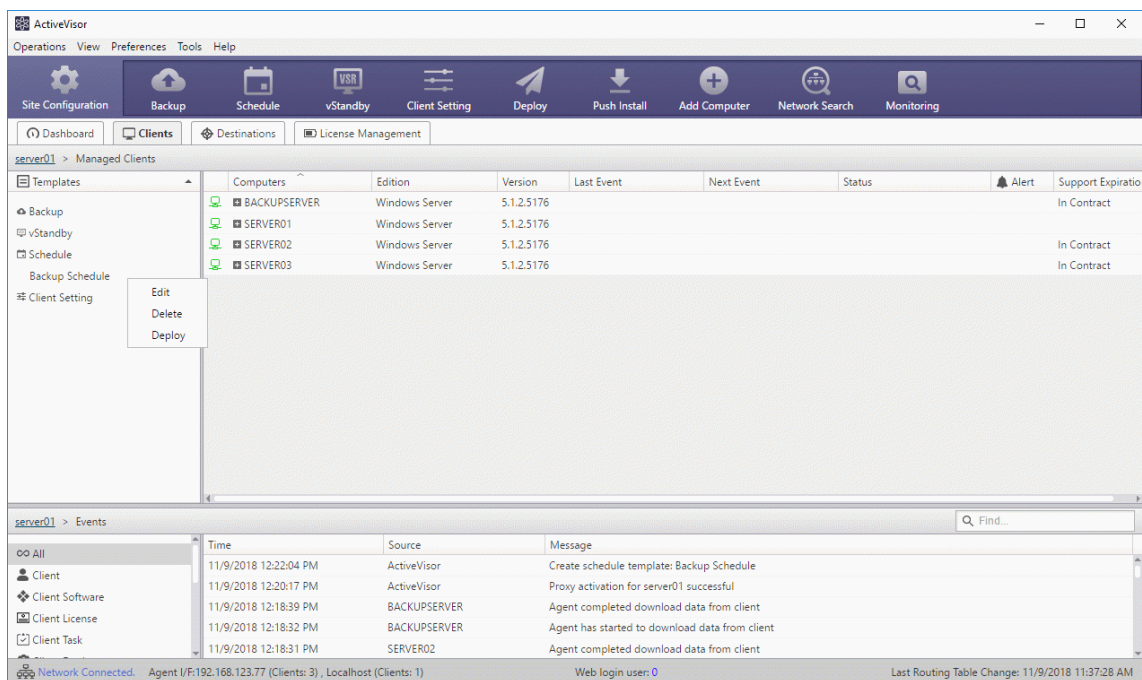 ActiveVisor
Operations View Preferences Tools Help
Site Configuration Backup Schedule VSR vStandby Client Setting Deploy Push Install Add Computer Network Search Monitoring
Dashboard Clients Destinations License Management
server01 > Managed Clients
Templates Computers Edition Version Last Event Next Event Status Alert Support Expiratio
BACKUPSERVER Windows Server 5.1.2.5176 In Contract
Backup
SERVER01 Windows Server 5.1.2.5176
vStandby
SERVER02 Windows Server 5.1.2.5176 In Contract
Schedule
SERVER03 Windows Server 5.1.2.5176 In Contract
Backup Schedule
Edit
Client Setting
Delete
Deploy
server01 > Events Find...
Time Source Message
All
11/9/2018 12:22:04 PM ActiveVisor Create schedule template: Backup Schedule
Client
11/9/2018 12:20:17 PM ActiveVisor Proxy activation for server01 successful
Client Software
11/9/2018 12:18:39 PM BACKUPSERVER Agent completed download data from client
Client License
11/9/2018 12:18:32 PM BACKUPSERVER Agent has started to download data from client
Client Task
11/9/2018 12:18:31 PM SERVER02 Agent completed download data from client
Network Connected. Agent I/F:192.168.123.77 (Clients: 3) , Localhost (Clients: 1) Web login user: 0 Last Routing Table Change: 11/9/2018 11:37:28 AM